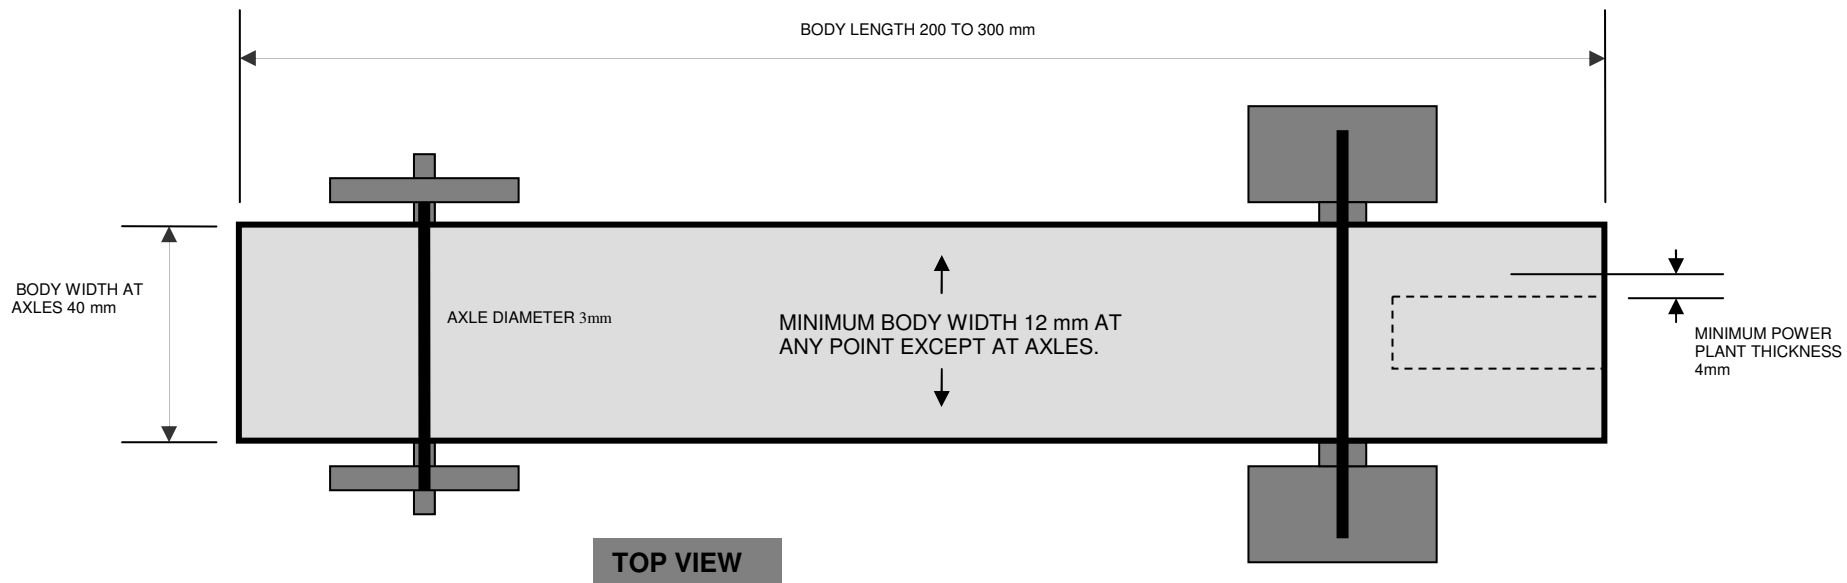 BODY LENGTH 200 TO 300 mm
BODY WIDTH AT
AXLES 40 mm
AXLE DIAMETER 3mm
MINIMUM BODY WIDTH 12 mm AT
ANY POINT EXCEPT AT AXLES.
MINIMUM POWER
PLANT THICKNESS
4mm
TOP VIEW